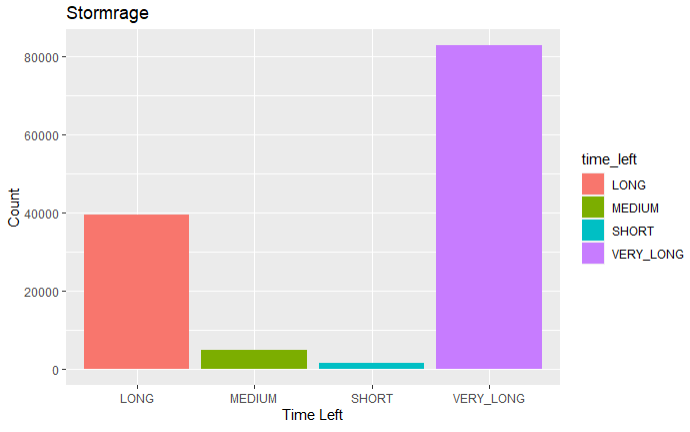 Stormrage
80000
60000
40000
20000
0
Count
LONG
MEDIUM
SHORT
VERY_LONG
Time Left
time_left
LONG
MEDIUM
SHORT
VERY_LONG